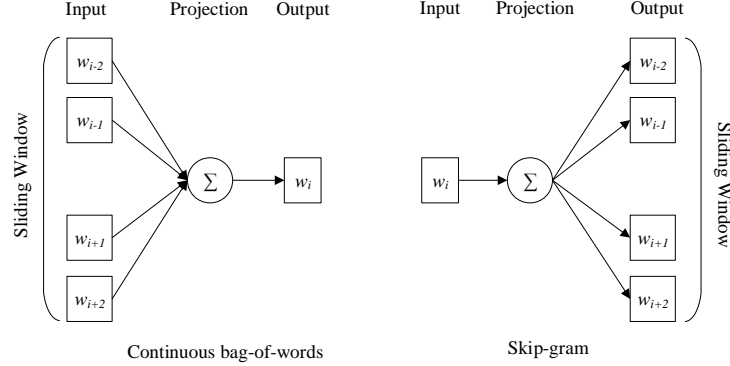 Input Projection Output
Sliding Window
w_{i-2}
w_{i-1}
Σ
w_i
w_{i+1}
w_{i+2}
Continuous bag-of-words
Input Projection Output
w_{i-2}
w_{i-1}
w_i
Σ
w_{i+1}
w_{i+2}
Sliding Window
Skip-gram